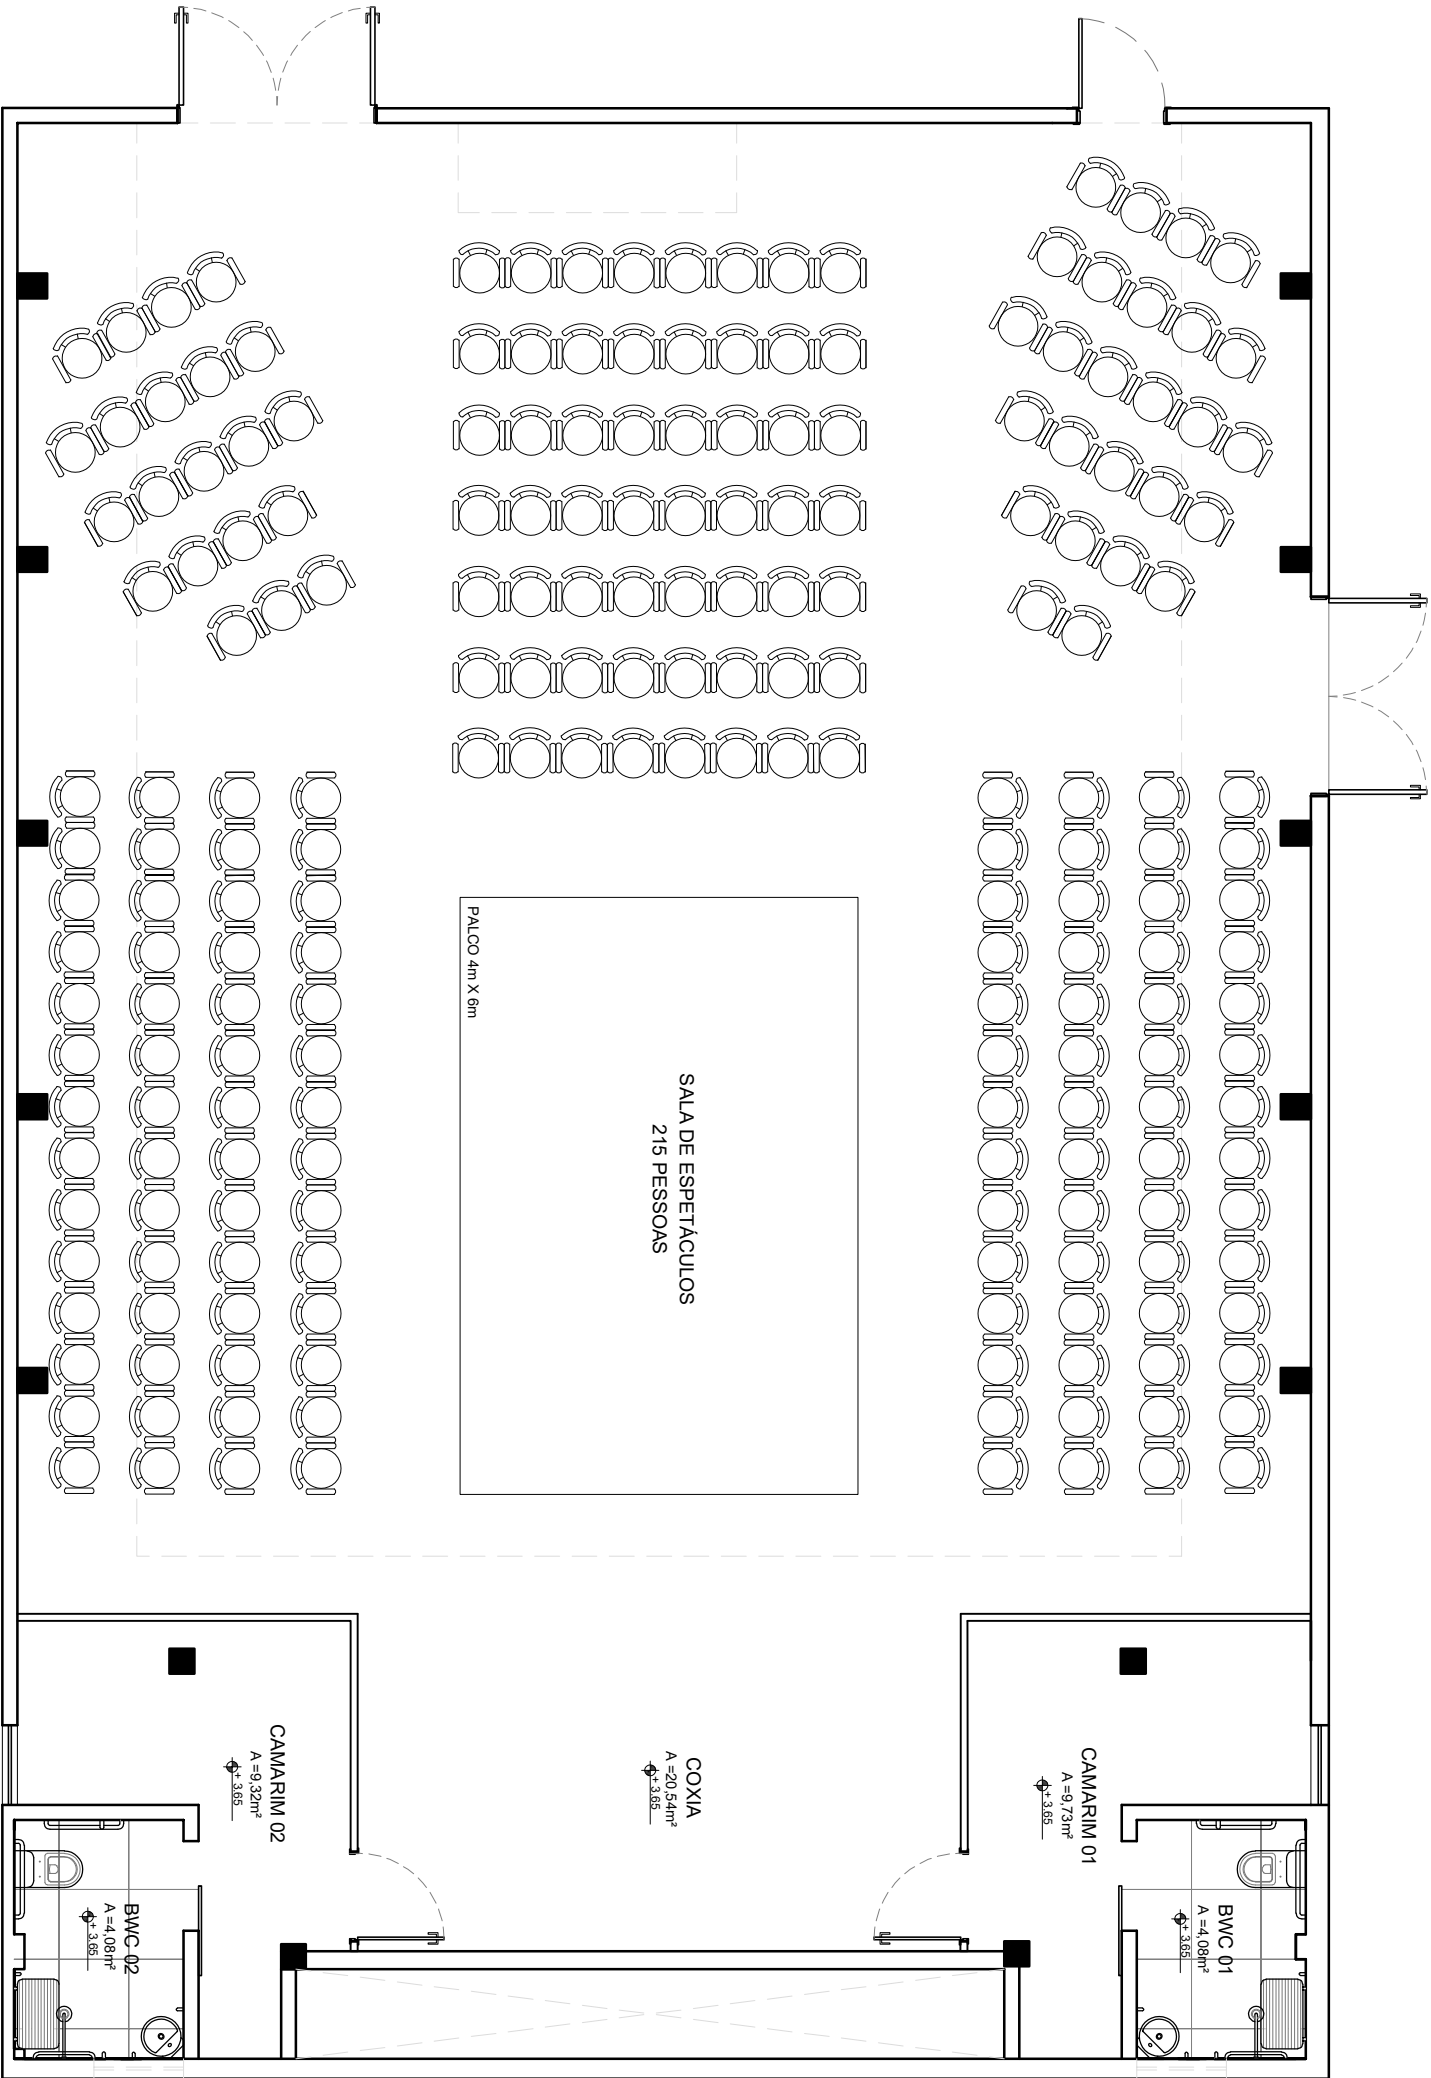 PALCO 4m X 6m
SALA DE ESPETÁCULOS
215 PESSOAS
CAMARIM 02
A =9,32m²
+ 3.65
COXIA
A =20,54m²
+ 3.65
CAMARIM 01
A =9,73m²
+ 3.65
BWC 02
A =4,08m²
+ 3.65
BWC 01
A =4,08m²
+ 3.65